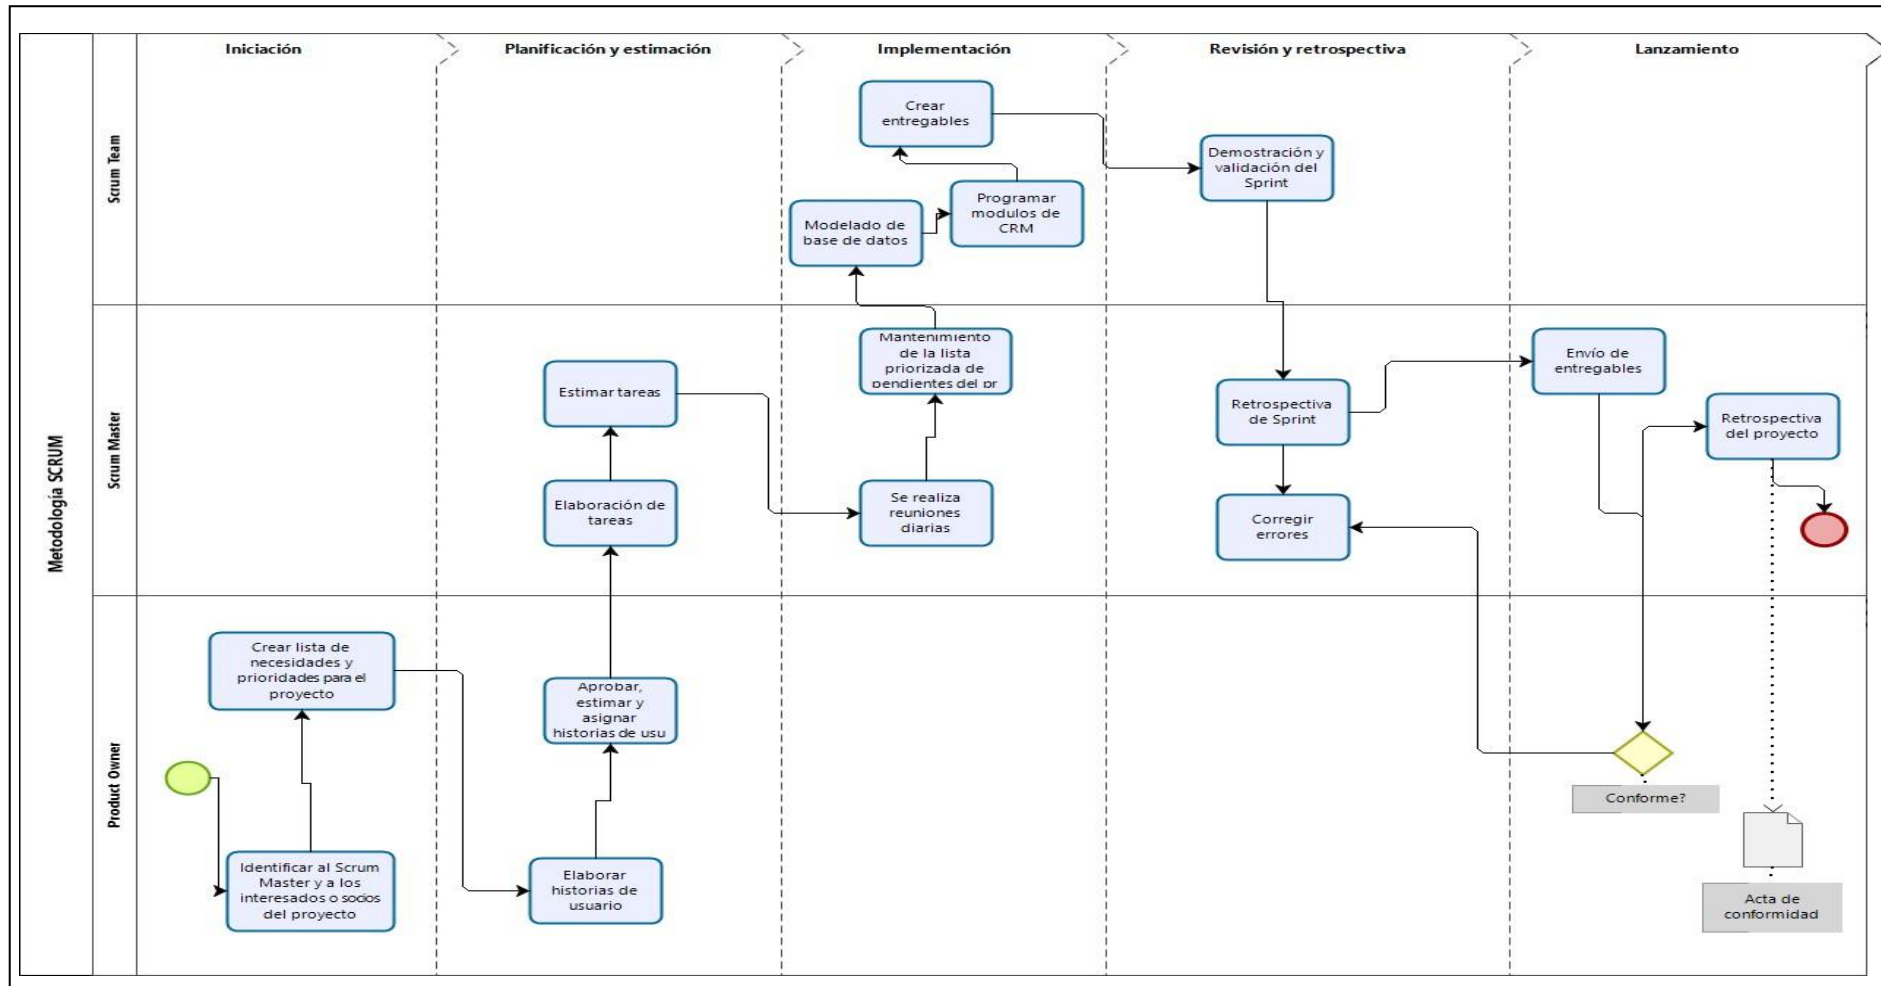 Iniciación
Planificación y estimación
Implementación
Revisión y retrospectiva
Lanzamiento
Metodología SCRUM
Scrum Team
Crear
entregables
Programar
modulos de
CRM
Modelado de
base de datos
Demostración y
validación del
Sprint
Scrum Master
Estimar tareas
Elaboración de
tareas
Mantenimiento
de la lista
priorizada de
pendientes del pr
Se realiza
reuniones
diarias
Retrospectiva
de Sprint
Corregir
errores
Envío de
entregables
Retrospectiva
del proyecto
Product Owner
Crear lista de
necesidades y
prioridades para el
proyecto
Identificar al Scrum
Master y a los
interesados o socios
del proyecto
Aprobar,
estimar y
asignar
historias de usu
Elaborar
historias de
usuario
Conforme?
Acta de
conformidad